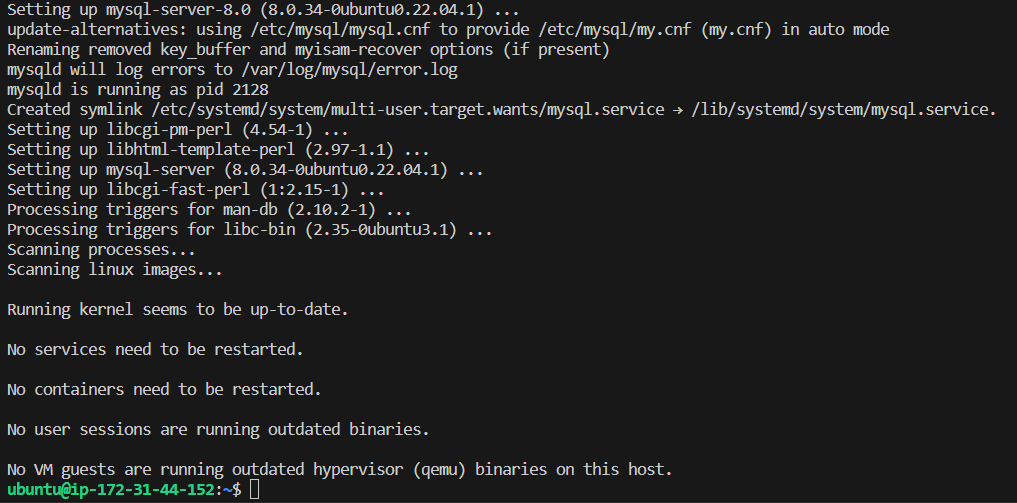 Setting up mysql-server-8.0 (8.0.34-0ubuntu0.22.04.1) ...
update-alternatives: using /etc/mysql/mysql.cnf to provide /etc/mysql/my.cnf (my.cnf) in auto mode
Renaming removed key_buffer and myisam-recover options (if present)
mysqld will log errors to /var/log/mysql/error.log
mysqld is running as pid 2128
Created symlink /etc/systemd/system/multi-user.target.wants/mysql.service → /lib/systemd/system/mysql.service.
Setting up libcgi-pm-perl (4.54-1) ...
Setting up libhtml-template-perl (2.97-1.1) ...
Setting up mysql-server (8.0.34-0ubuntu0.22.04.1) ...
Setting up libcgi-fast-perl (1:2.15-1) ...
Processing triggers for man-db (2.10.2-1) ...
Processing triggers for libc-bin (2.35-0ubuntu3.1) ...
Scanning processes...
Scanning linux images...
Running kernel seems to be up-to-date.
No services need to be restarted.
No containers need to be restarted.
No user sessions are running outdated binaries.
No VM guests are running outdated hypervisor (qemu) binaries on this host.
ubuntu@ip-172-31-44-152:~$